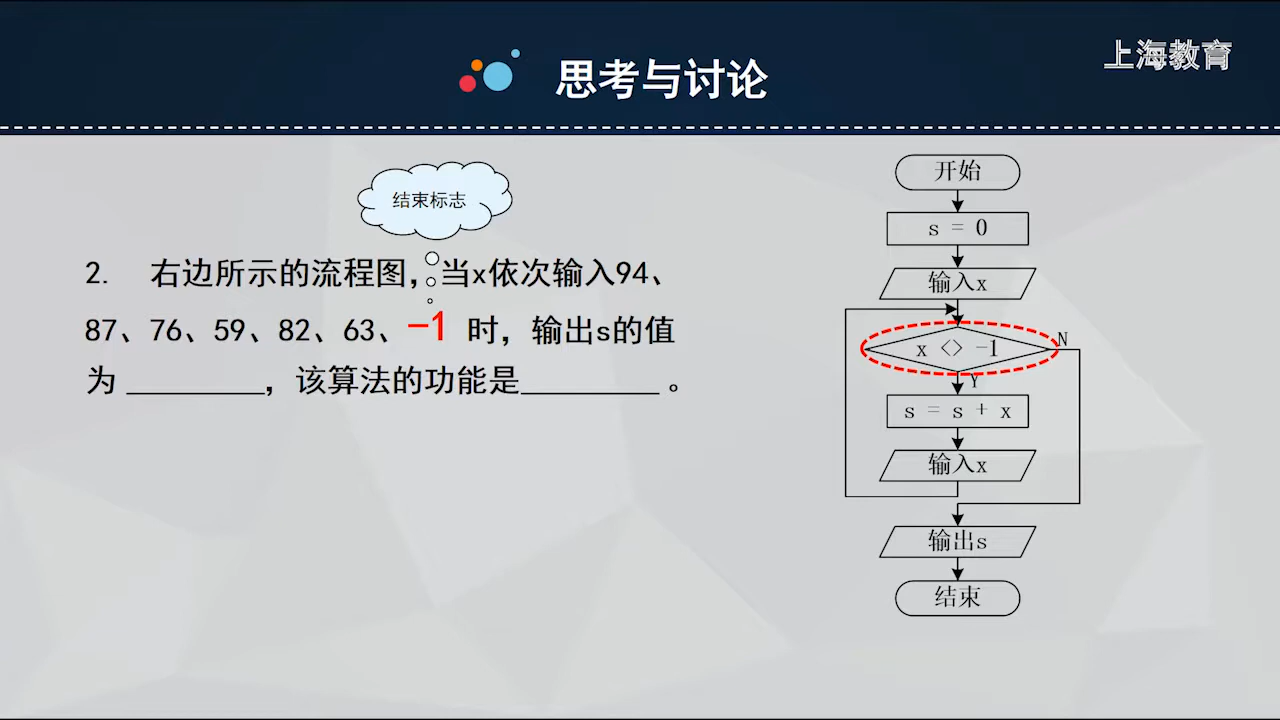 思考与讨论
上海教育
结束标志
2. 右边所示的流程图，当x依次输入94、
87、76、59、82、63、-1 时，输出s的值
为 ________，该算法的功能是________ 。
开始
s = 0
输入x
x <> -1
N
Y
s = s + x
输入x
输出s
结束